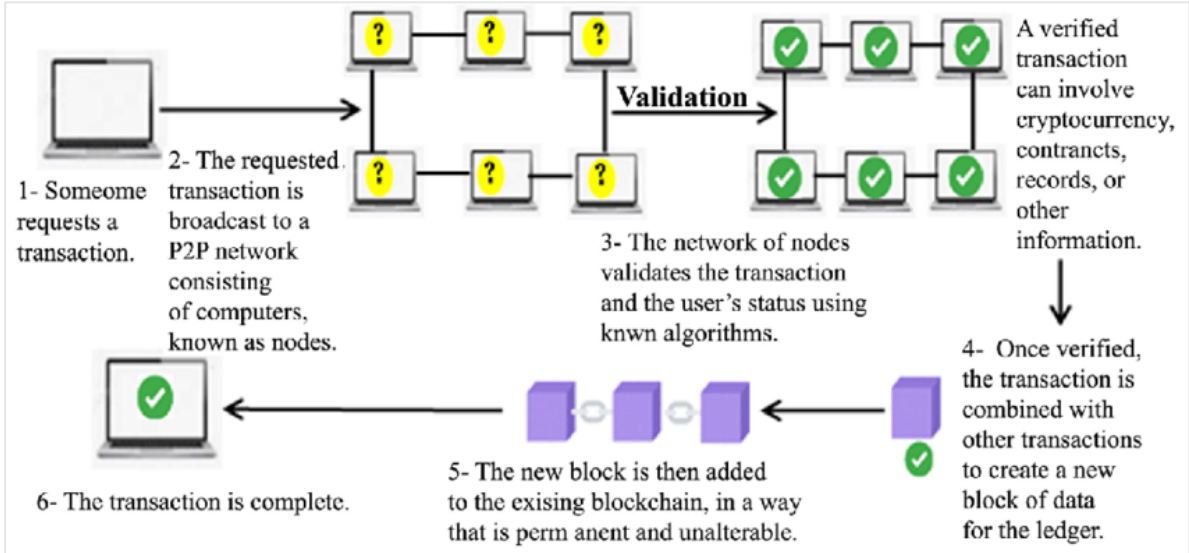 1- Someome
requests a
transaction.
2- The requested
transaction is
broadcast to a
P2P network
consisting
of computers,
known as nodes.
?
?
?
?
?
?
Validation
3- The network of nodes
validates the transaction
and the user's status using
knwn algorithms.
A verified
transaction
can involve
cryptocurrency,
contrancts,
records, or
other
information.
4- Once verified,
the transaction is
combined with
other transactions
to create a new
block of data
for the ledger.
5- The new block is then added
to the exising blockchain, in a way
that is perm anent and unalterable.
6- The transaction is complete.